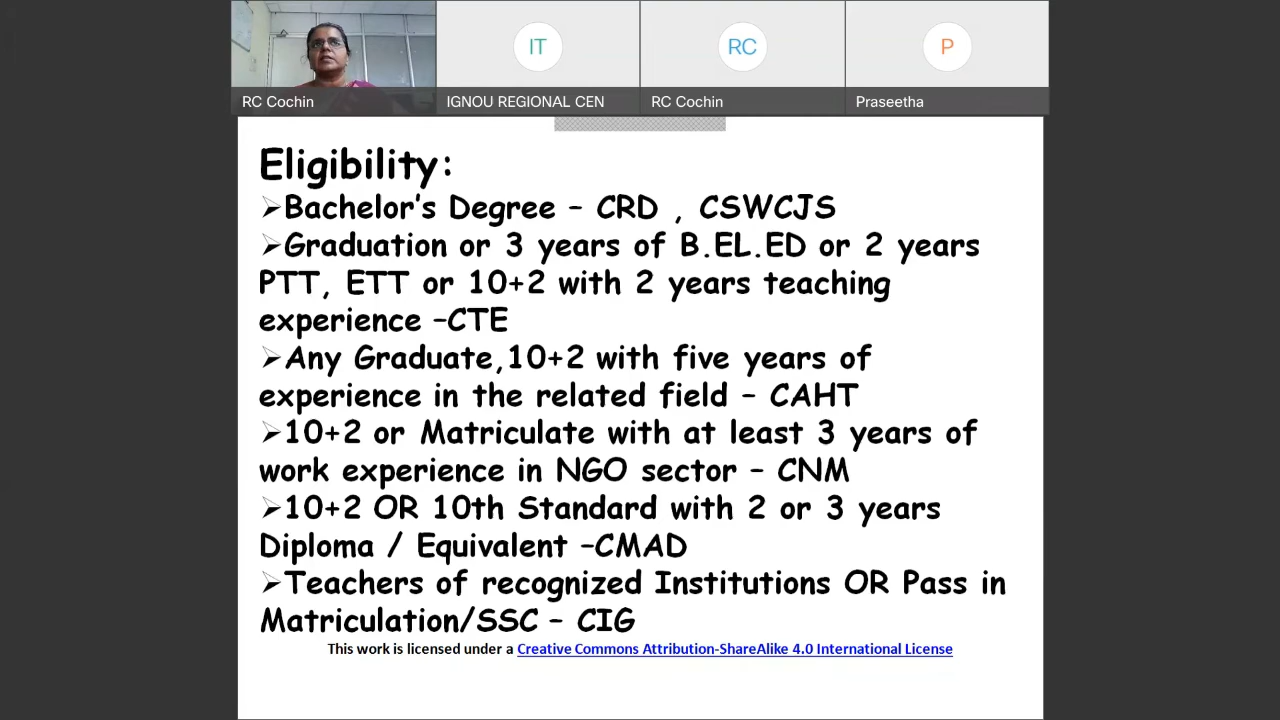 IT
RC
P
RC Cochin
IGNOU REGIONAL CEN
RC Cochin
Praseetha
Eligibility:
➢Bachelor's Degree – CRD , CSWCJS
➢Graduation or 3 years of B.EL.ED or 2 years
PTT, ETT or 10+2 with 2 years teaching
experience –CTE
➢Any Graduate,10+2 with five years of
experience in the related field – CAHT
➢10+2 or Matriculate with at least 3 years of
work experience in NGO sector – CNM
➢10+2 OR 10th Standard with 2 or 3 years
Diploma / Equivalent –CMAD
➢Teachers of recognized Institutions OR Pass in
Matriculation/SSC – CIG
This work is licensed under a Creative Commons Attribution-ShareAlike 4.0 International License